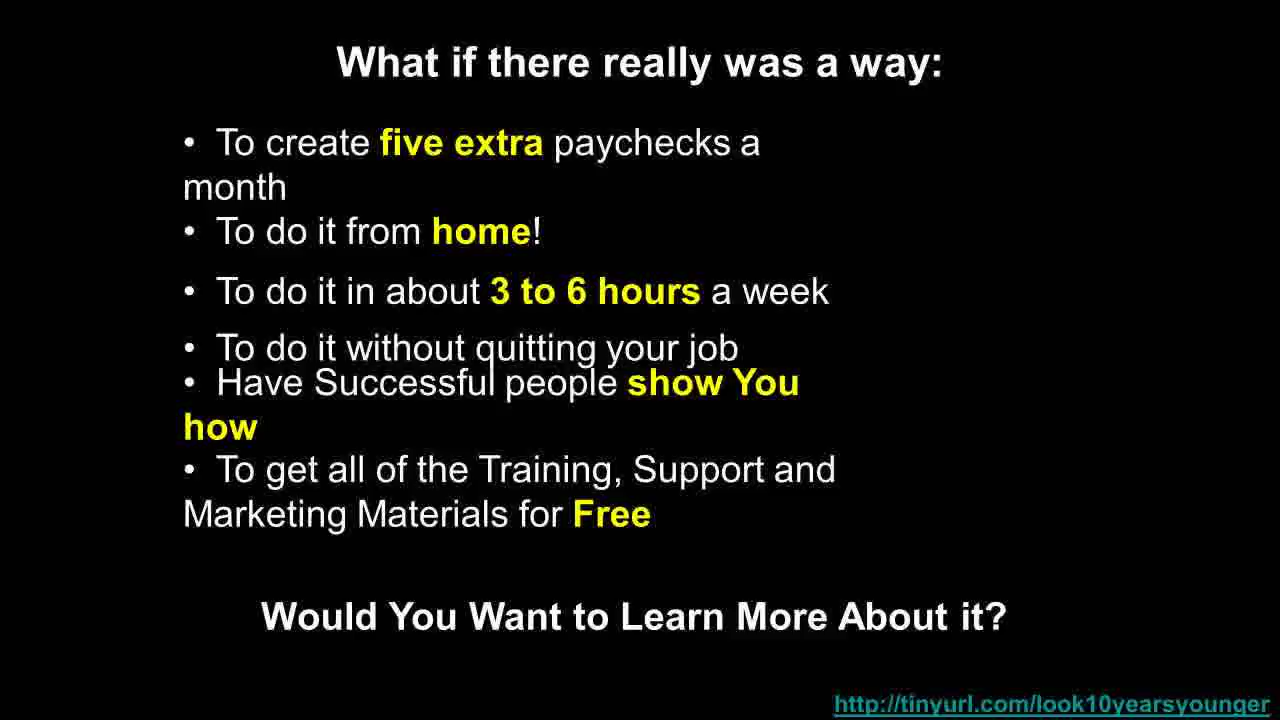 What if there really was a way:
• To create five extra paychecks a
month
• To do it from home!
• To do it in about 3 to 6 hours a week
• To do it without quitting your job
• Have Successful people show You
how
• To get all of the Training, Support and
Marketing Materials for Free
Would You Want to Learn More About it?
http://tinyurl.com/look10yearsyounger